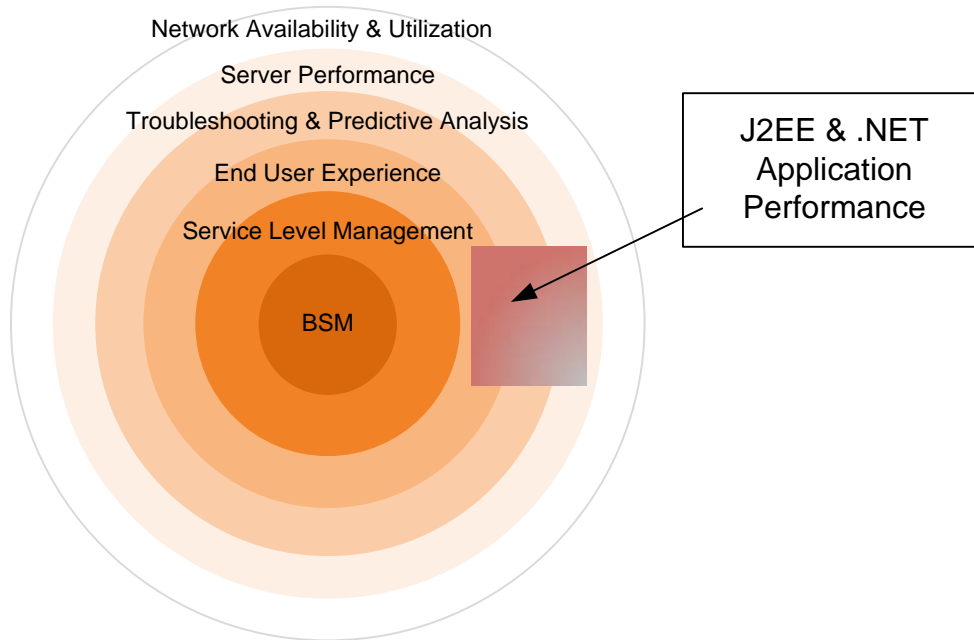 Network Availability & Utilization
Server Performance
Troubleshooting & Predictive Analysis
End User Experience
Service Level Management
BSM
J2EE & .NET
Application
Performance